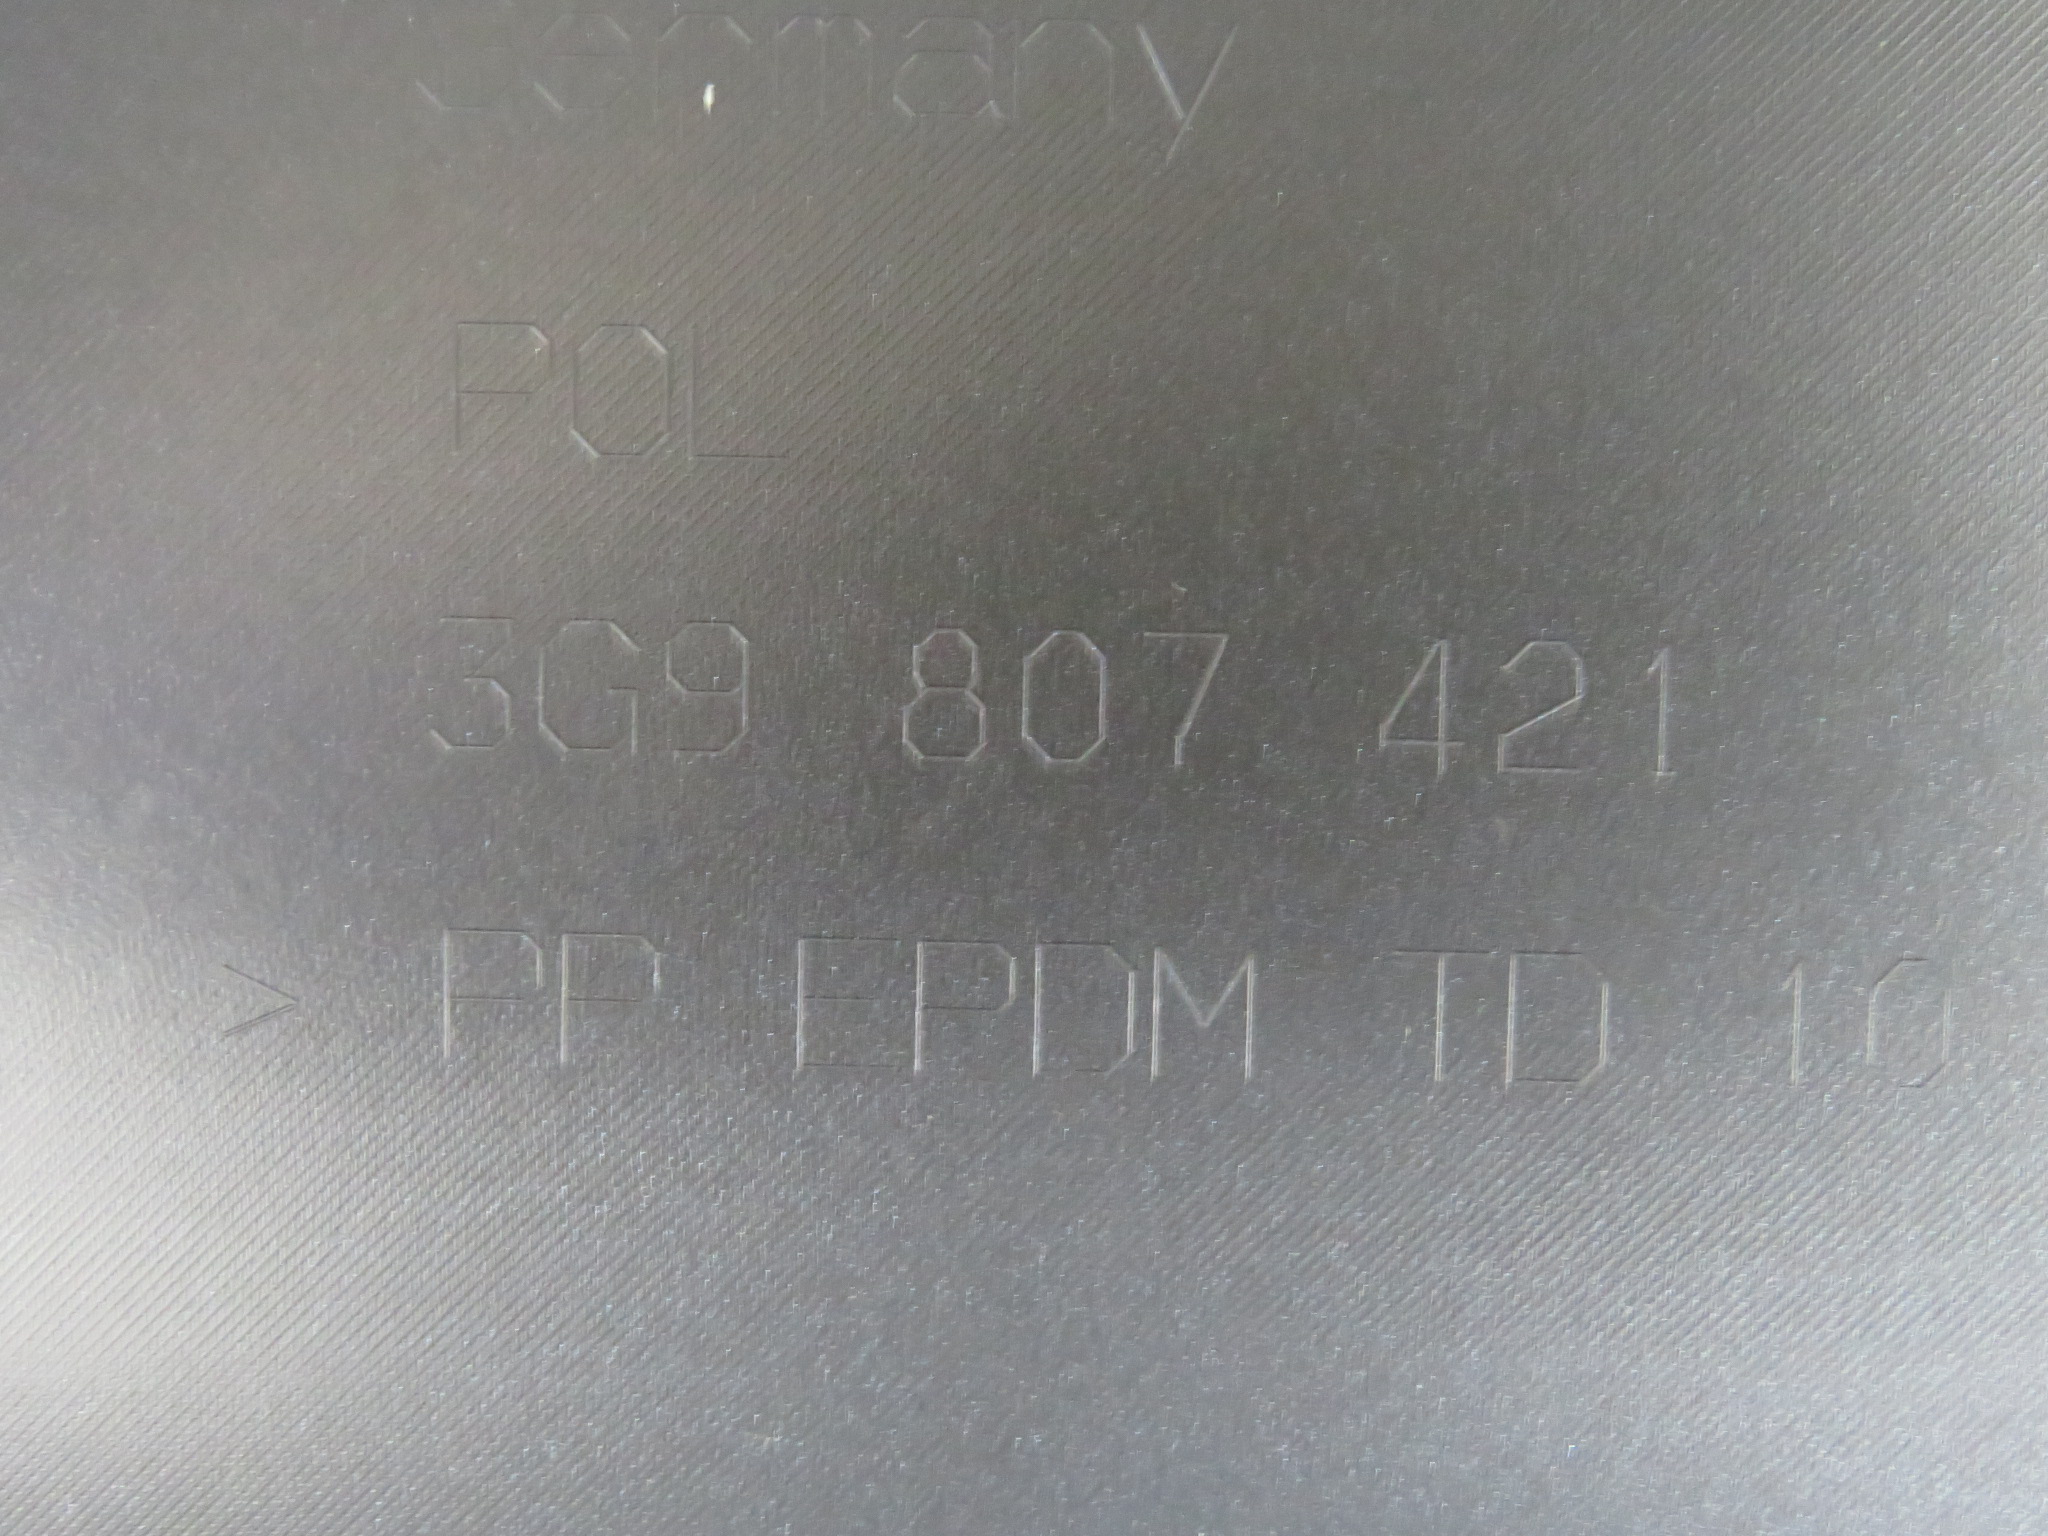 Germany
POL
3G9 807 421
> PP EPDM TD 10